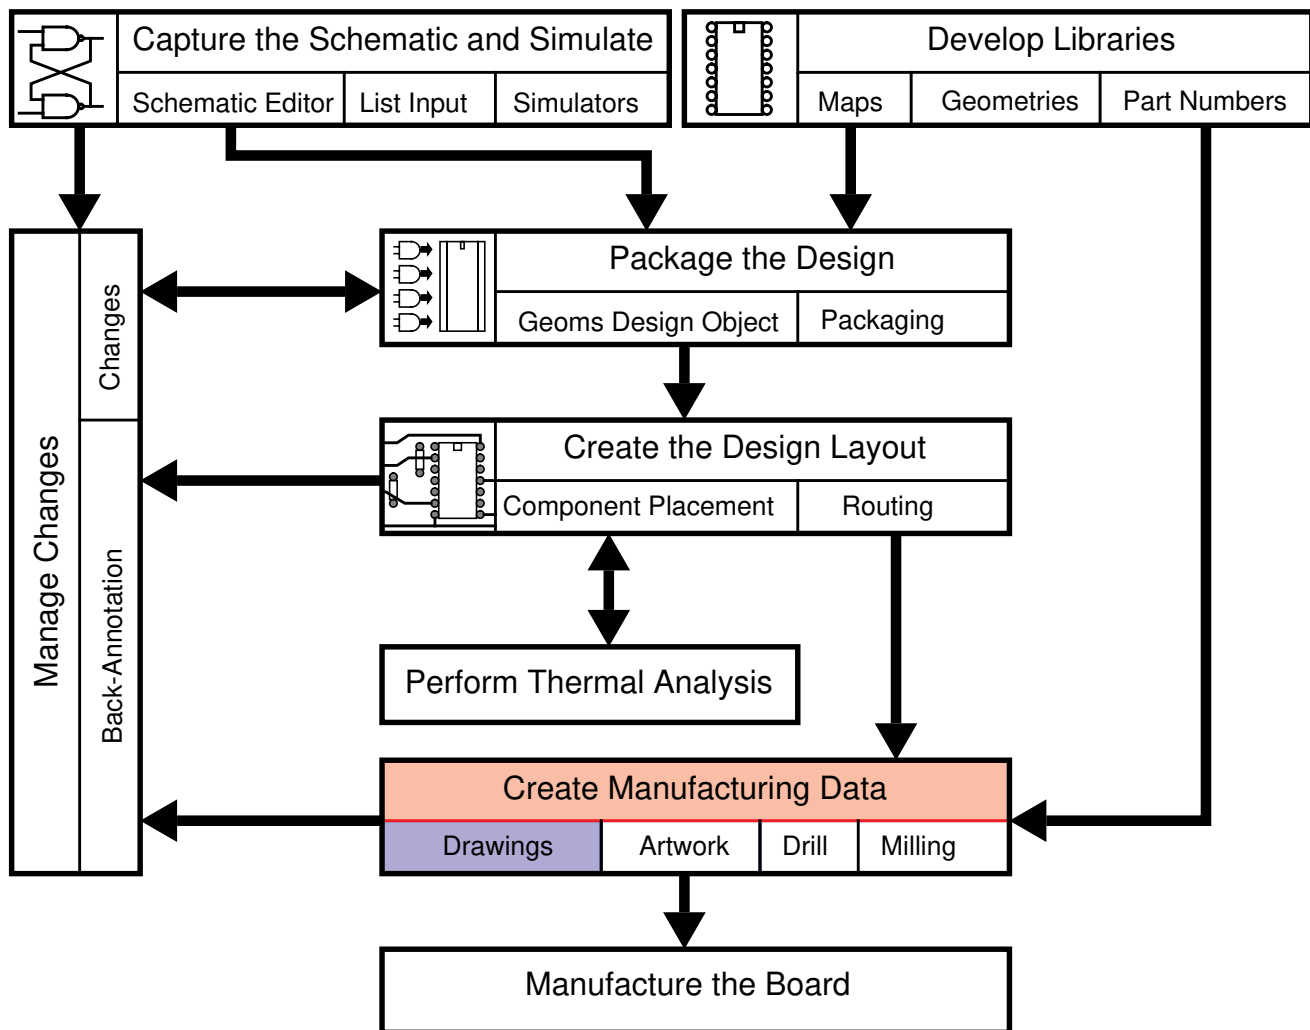 Capture the Schematic and Simulate
Schematic Editor
List Input
Simulators
Develop Libraries
Maps
Geometries
Part Numbers
Manage Changes
Changes
Back-Annotation
Package the Design
Geoms Design Object
Packaging
Create the Design Layout
Component Placement
Routing
Perform Thermal Analysis
Create Manufacturing Data
Drawings
Artwork
Drill
Milling
Manufacture the Board